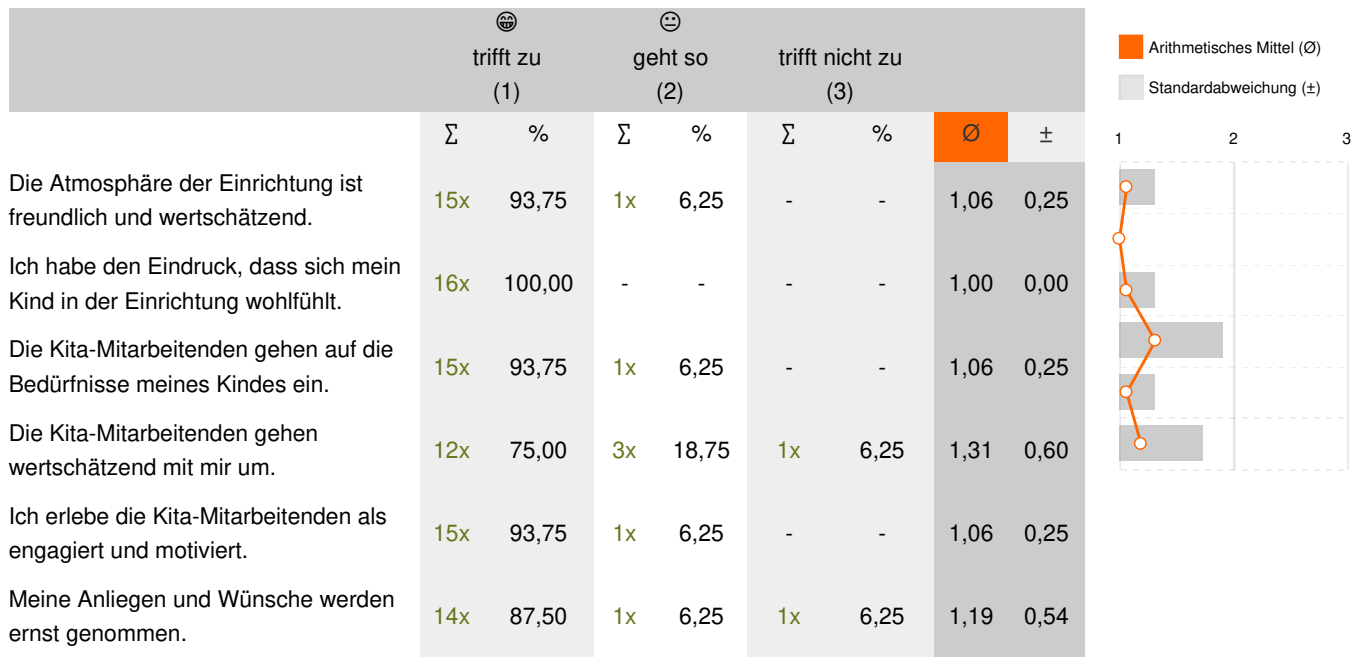 😁 😐
trifft zu geht so trifft nicht zu
(1) (2) (3)
Arithmetisches Mittel (Ø)
Standardabweichung (±)
Σ % Σ % Σ % Ø ±
1 2 3
Die Atmosphäre der Einrichtung ist
freundlich und wertschätzend.
15x 93,75 1x 6,25 - - 1,06 0,25
Ich habe den Eindruck, dass sich mein
Kind in der Einrichtung wohlfühlt.
16x 100,00 - - - - 1,00 0,00
Die Kita-Mitarbeitenden gehen auf die
Bedürfnisse meines Kindes ein.
15x 93,75 1x 6,25 - - 1,06 0,25
Die Kita-Mitarbeitenden gehen
wertschätzend mit mir um.
12x 75,00 3x 18,75 1x 6,25 1,31 0,60
Ich erlebe die Kita-Mitarbeitenden als
engagiert und motiviert.
15x 93,75 1x 6,25 - - 1,06 0,25
Meine Anliegen und Wünsche werden
ernst genommen.
14x 87,50 1x 6,25 1x 6,25 1,19 0,54